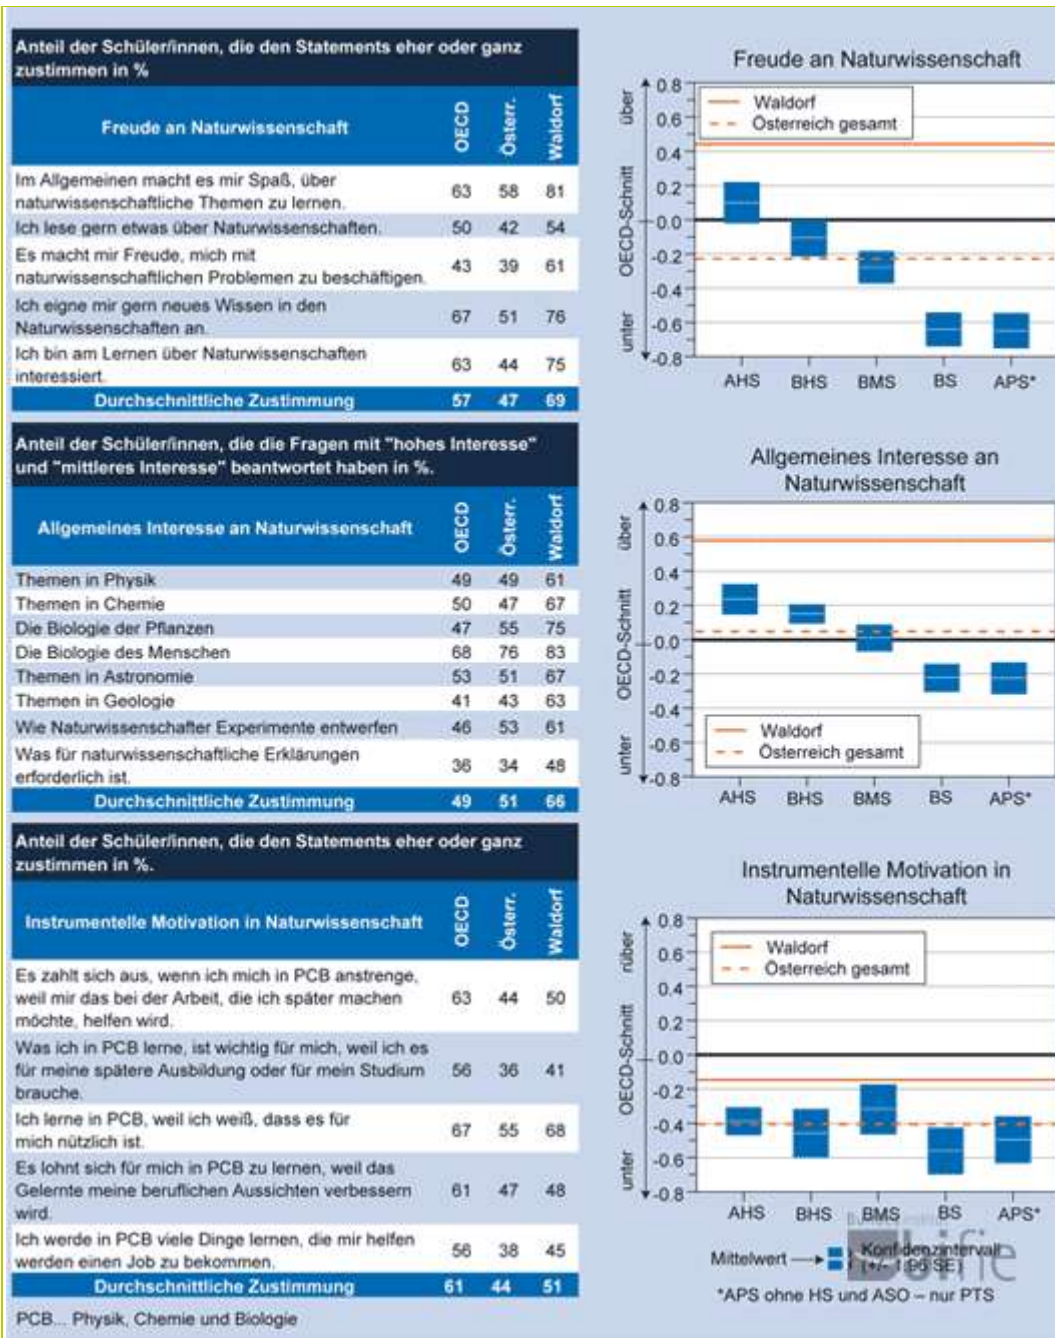 Anteil der Schüler/innen, die den Statements eher oder ganz
zustimmen in %
Freude an Naturwissenschaft OECD Österr. Waldorf
Im Allgemeinen macht es mir Spaß, über
naturwissenschaftliche Themen zu lernen. 63 58 81
Ich lese gern etwas über Naturwissenschaften. 50 42 54
Es macht mir Freude, mich mit
naturwissenschaftlichen Problemen zu beschäftigen. 43 39 61
Ich eigne mir gern neues Wissen in den
Naturwissenschaften an. 67 51 76
Ich bin am Lernen über Naturwissenschaften
interessiert. 63 44 75
Durchschnittliche Zustimmung 57 47 69
Freude an Naturwissenschaft
über
OECD-Schnitt
unter
0.8
0.6
0.4
0.2
0.0
-0.2
-0.4
-0.6
-0.8
Waldorf
Österreich gesamt
AHS BHS BMS BS APS*
Anteil der Schüler/innen, die die Fragen mit "hohes Interesse"
und "mittleres Interesse" beantwortet haben in %.
Allgemeines Interesse an Naturwissenschaft OECD Österr. Waldorf
Themen in Physik 49 49 61
Themen in Chemie 50 47 67
Die Biologie der Pflanzen 47 55 75
Die Biologie des Menschen 68 76 83
Themen in Astronomie 53 51 67
Themen in Geologie 41 43 63
Wie Naturwissenschafter Experimente entwerfen 46 53 61
Was für naturwissenschaftliche Erklärungen
erforderlich ist. 36 34 48
Durchschnittliche Zustimmung 49 51 66
Allgemeines Interesse an
Naturwissenschaft
über
OECD-Schnitt
unter
0.8
0.6
0.4
0.2
0.0
-0.2
-0.4
-0.6
-0.8
Waldorf
Österreich gesamt
AHS BHS BMS BS APS*
Anteil der Schüler/innen, die den Statements eher oder ganz
zustimmen in %.
Instrumentelle Motivation in Naturwissenschaft OECD Österr. Waldorf
Es zahlt sich aus, wenn ich mich in PCB anstrenge,
weil mir das bei der Arbeit, die ich später machen
möchte, helfen wird. 63 44 50
Was ich in PCB lerne, ist wichtig für mich, weil ich es
für meine spätere Ausbildung oder für mein Studium
brauche. 56 36 41
Ich lerne in PCB, weil ich weiß, dass es für
mich nützlich ist. 67 55 68
Es lohnt sich für mich in PCB zu lernen, weil das
Gelernte meine beruflichen Aussichten verbessern
wird. 61 47 48
Ich werde in PCB viele Dinge lernen, die mir helfen
werden einen Job zu bekommen. 56 38 45
Durchschnittliche Zustimmung 61 44 51
PCB... Physik, Chemie und Biologie
Instrumentelle Motivation in
Naturwissenschaft
rüber
OECD-Schnitt
unter
0.8
0.6
0.4
0.2
0.0
-0.2
-0.4
-0.6
-0.8
Waldorf
Österreich gesamt
AHS BHS BMS BS APS*
Mittelwert
Konfidenzintervall
(+/- 1.96 SE)
bifie
*APS ohne HS und ASO – nur PTS